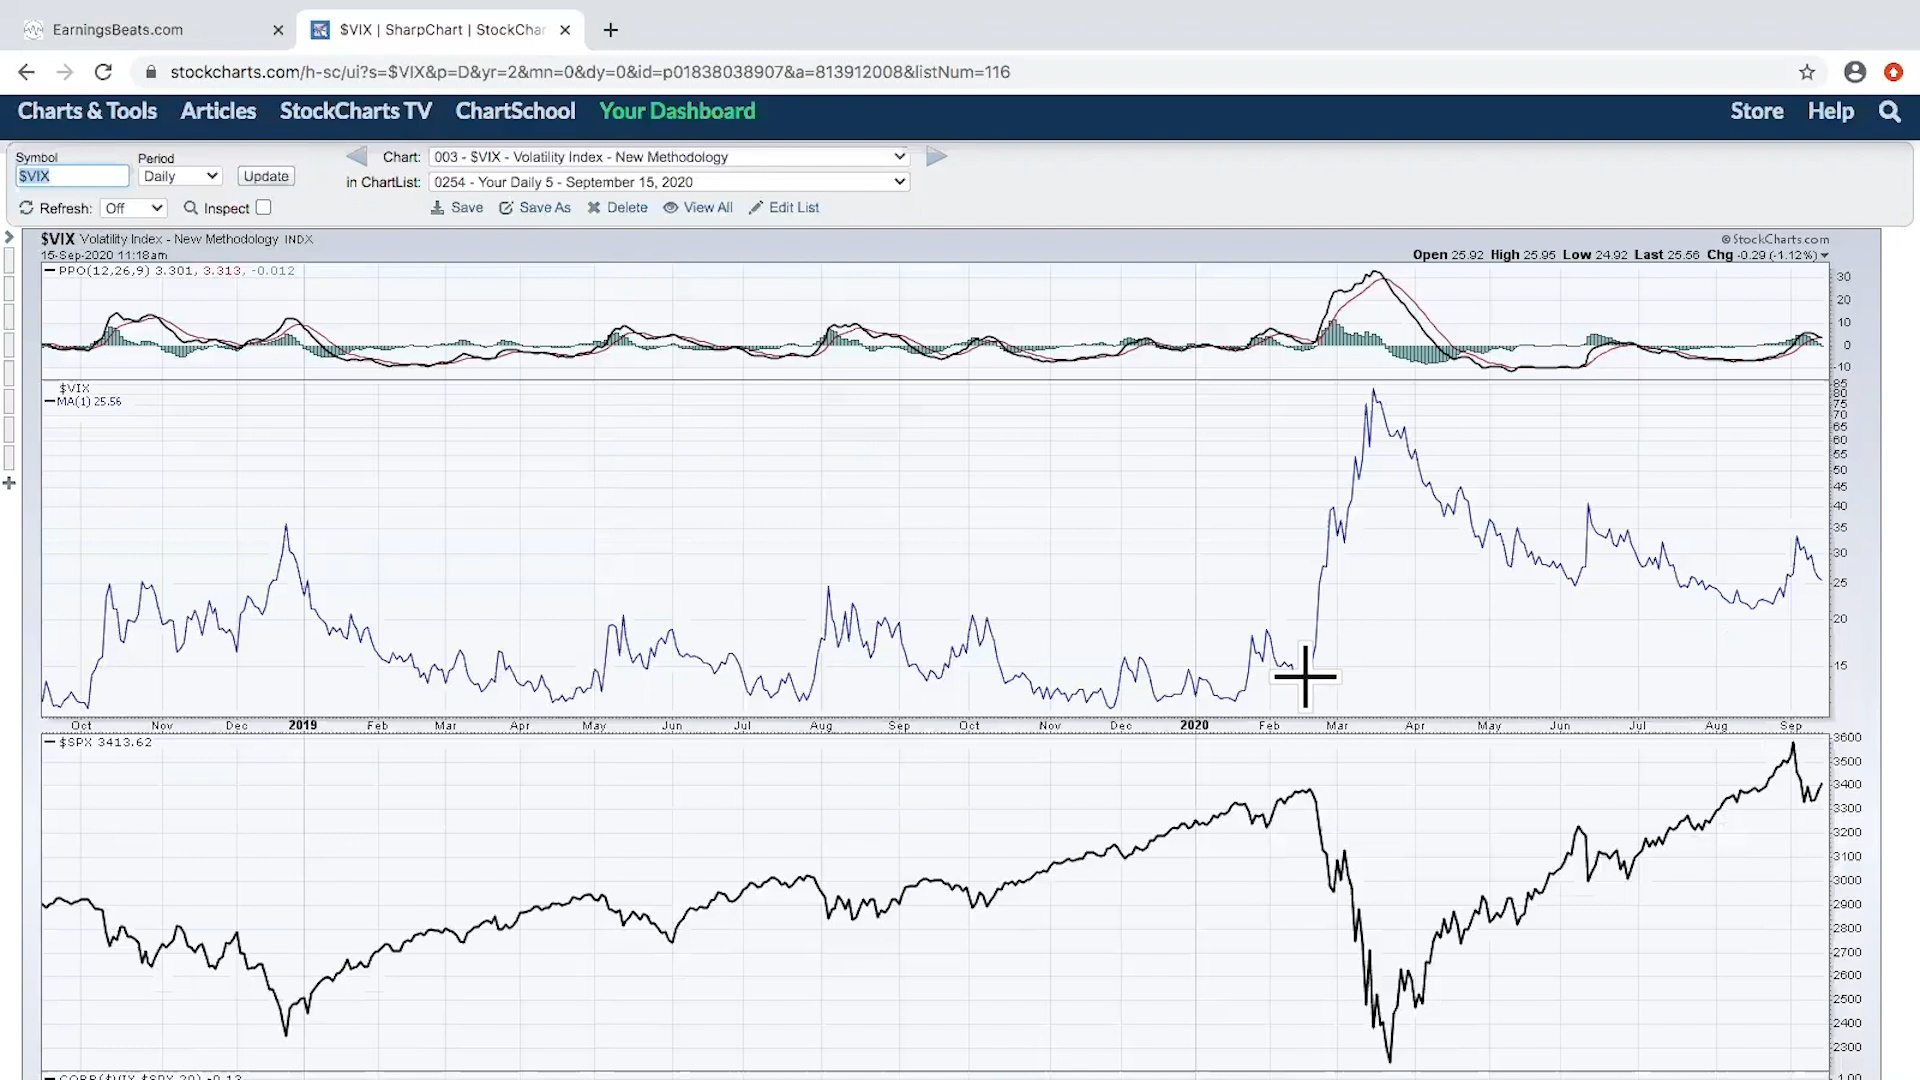 EarningsBeats.com
$VIX | SharpChart | StockChar
stockcharts.com/h-sc/ui?s=$VIX&p=D&yr=2&mn=0&dy=0&id=p01838038907&a=813912008&listNum=116
Charts & Tools Articles StockCharts TV ChartSchool Your Dashboard Store Help
Symbol Period
$VIX Daily Update
Refresh: Off Inspect
Chart: 003 - $VIX - Volatility Index - New Methodology
in ChartList: 0254 - Your Daily 5 - September 15, 2020
Save Save As Delete View All Edit List
$VIX Volatility Index - New Methodology INDX
© StockCharts.com
15-Sep-2020 11:18am
Open 25.92 High 25.95 Low 24.92 Last 25.56 Chg -0.29 (-1.12%)
PPO(12,26,9) 3.301, 3.313, -0.012
30
20
10
0
-10
$VIX
MA(1) 25.56
85
80
75
70
65
60
55
50
45
40
35
30
25
20
15
Oct Nov Dec 2019 Feb Mar Apr May Jun Jul Aug Sep Oct Nov Dec 2020 Feb Mar Apr May Jun Jul Aug Sep
$SPX 3413.62
3600
3500
3400
3300
3200
3100
3000
2900
2800
2700
2600
2500
2400
2300
CORR($VIX,$SPX,20) -0.13
1.00